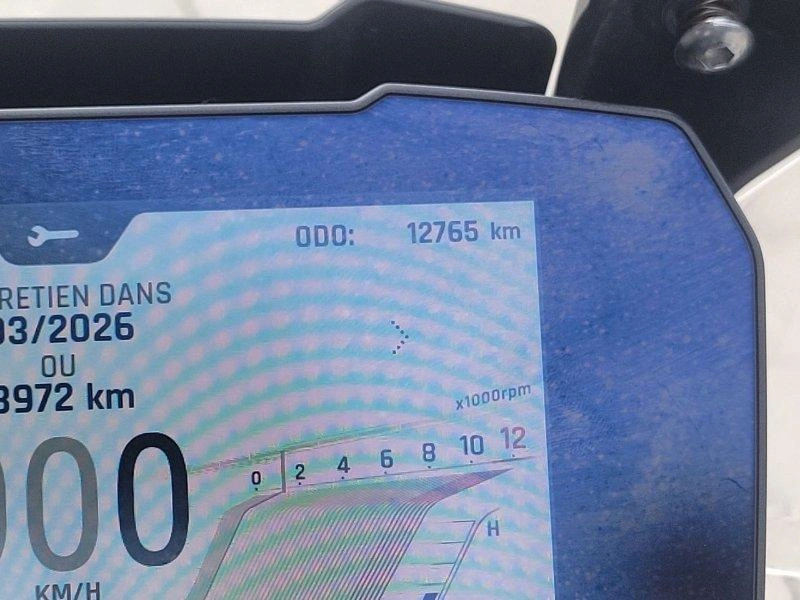 ODO: 12765 km
RETIEN DANS
03/2026
OU
3972 km
x1000rpm
0 2 4 6 8 10 12
000
H
KM/H